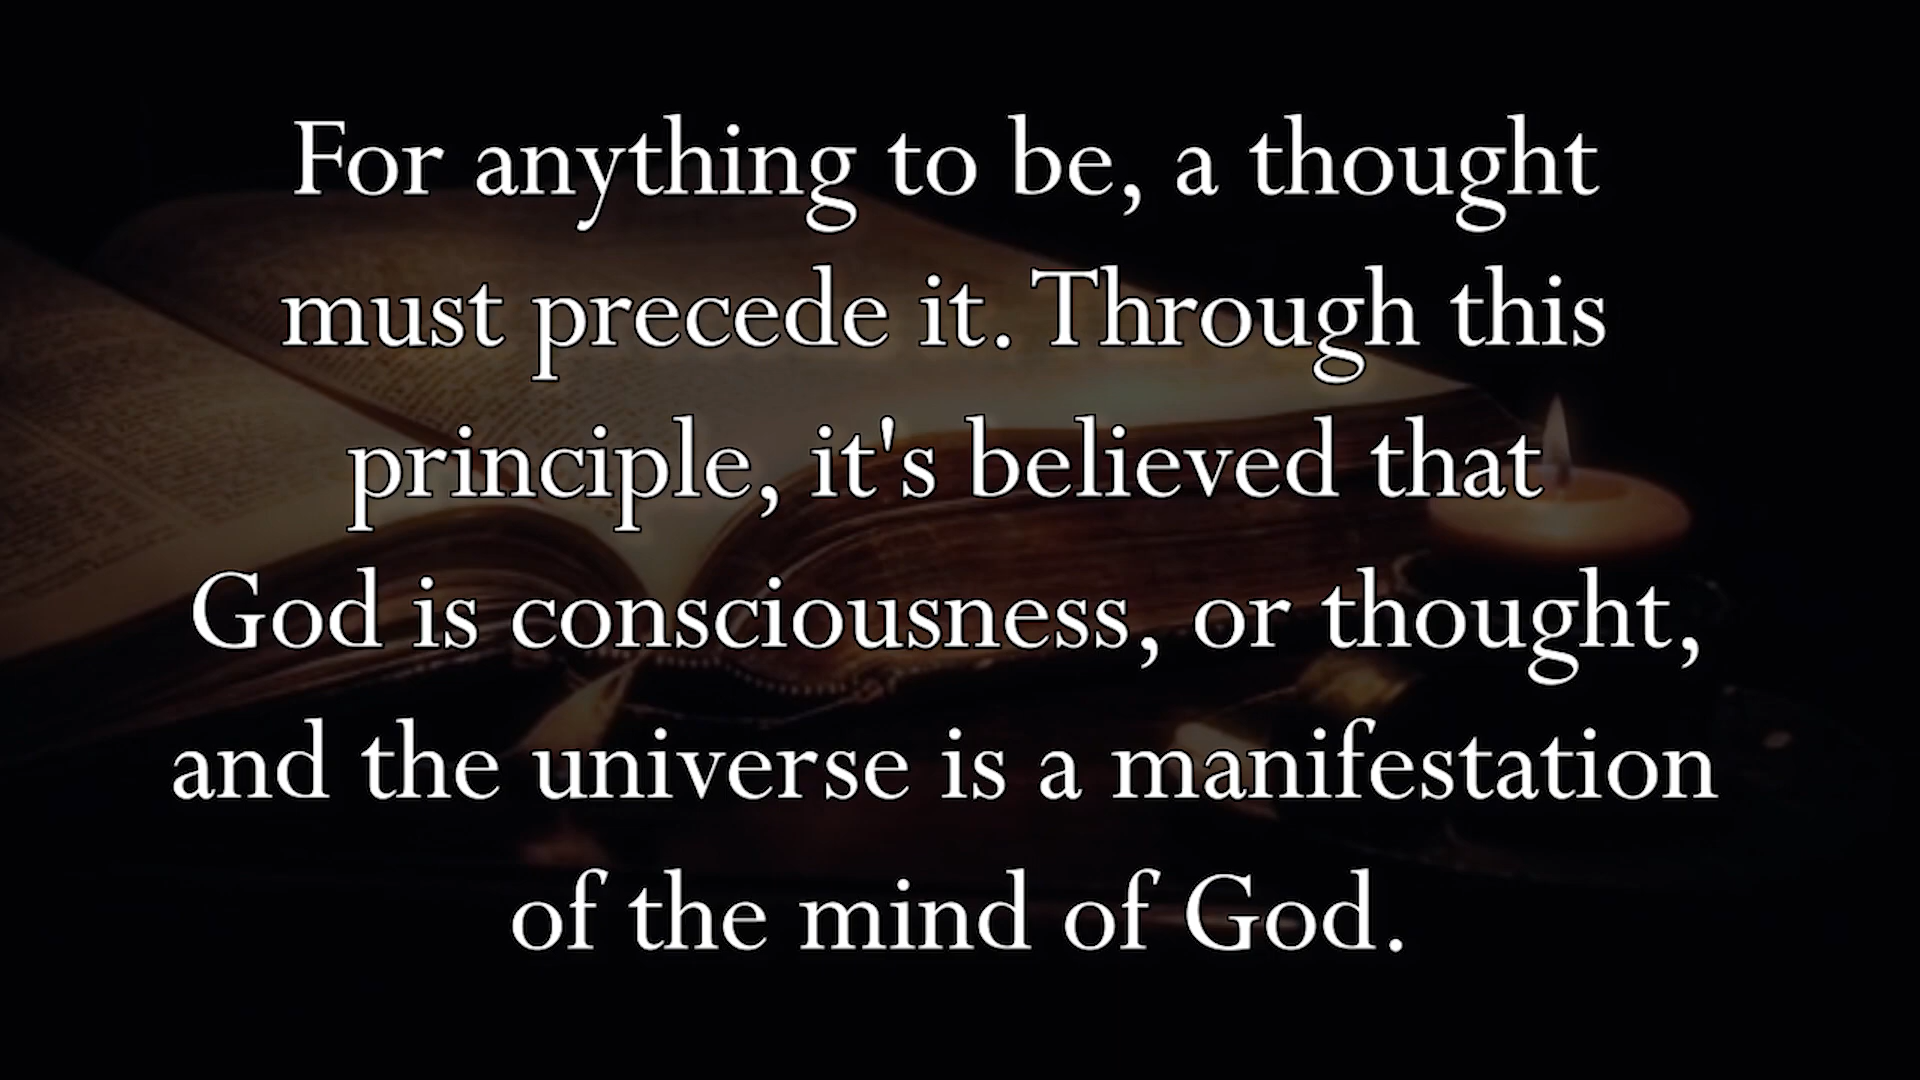 For anything to be, a thought
must precede it. Through this
principle, it's believed that
God is consciousness, or thought,
and the universe is a manifestation
of the mind of God.